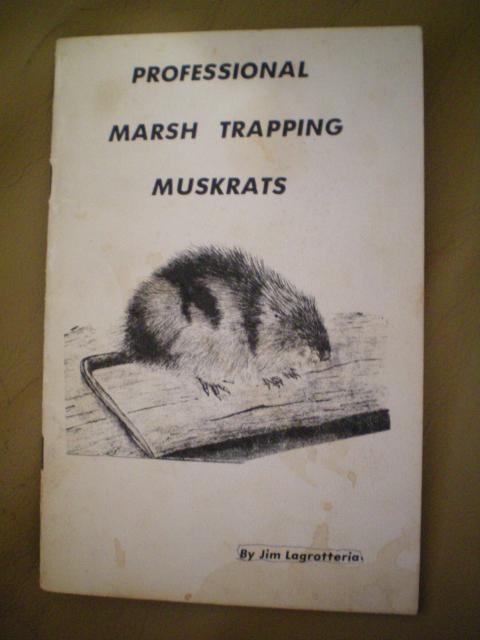 PROFESSIONAL
MARSH TRAPPING
MUSKRATS
By Jim Lagrotteria